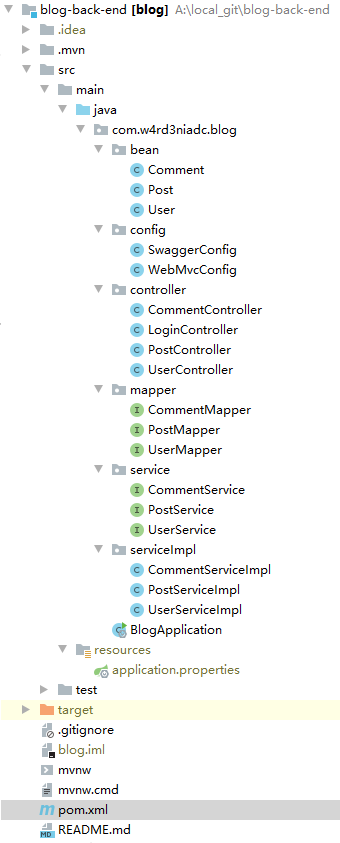 blog-back-end [blog] A:\local_git\blog-back-end
.idea
.mvn
src
main
java
com.w4rd3niadc.blog
bean
Comment
Post
User
config
SwaggerConfig
WebMvcConfig
controller
CommentController
LoginController
PostController
UserController
mapper
CommentMapper
PostMapper
UserMapper
service
CommentService
PostService
UserService
serviceImpl
CommentServiceImpl
PostServiceImpl
UserServiceImpl
BlogApplication
resources
application.properties
test
target
.gitignore
blog.iml
mvnw
mvnw.cmd
pom.xml
README.md